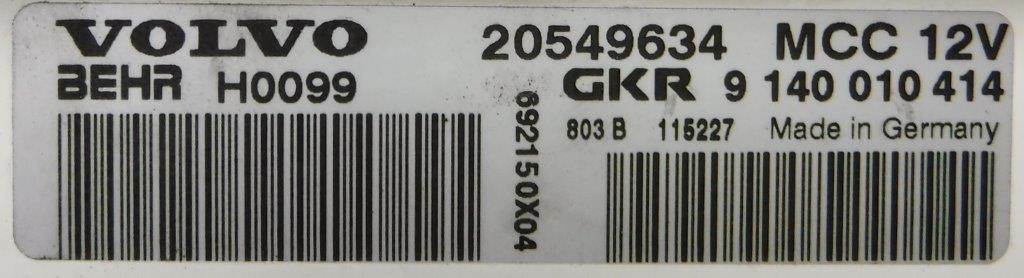 VOLVO 20549634 MCC 12V
BEHR H0099 GKR 9 140 010 414
803 B 115227 Made in Germany
692150X04